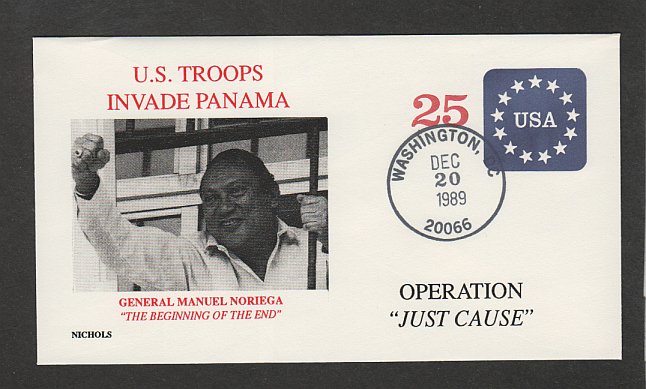 U.S. TROOPS
INVADE PANAMA
25
USA
WASHINGTON, DC
DEC
20
1989
20066
GENERAL MANUEL NORIEGA
"THE BEGINNING OF THE END"
OPERATION
"JUST CAUSE"
NICHOLS